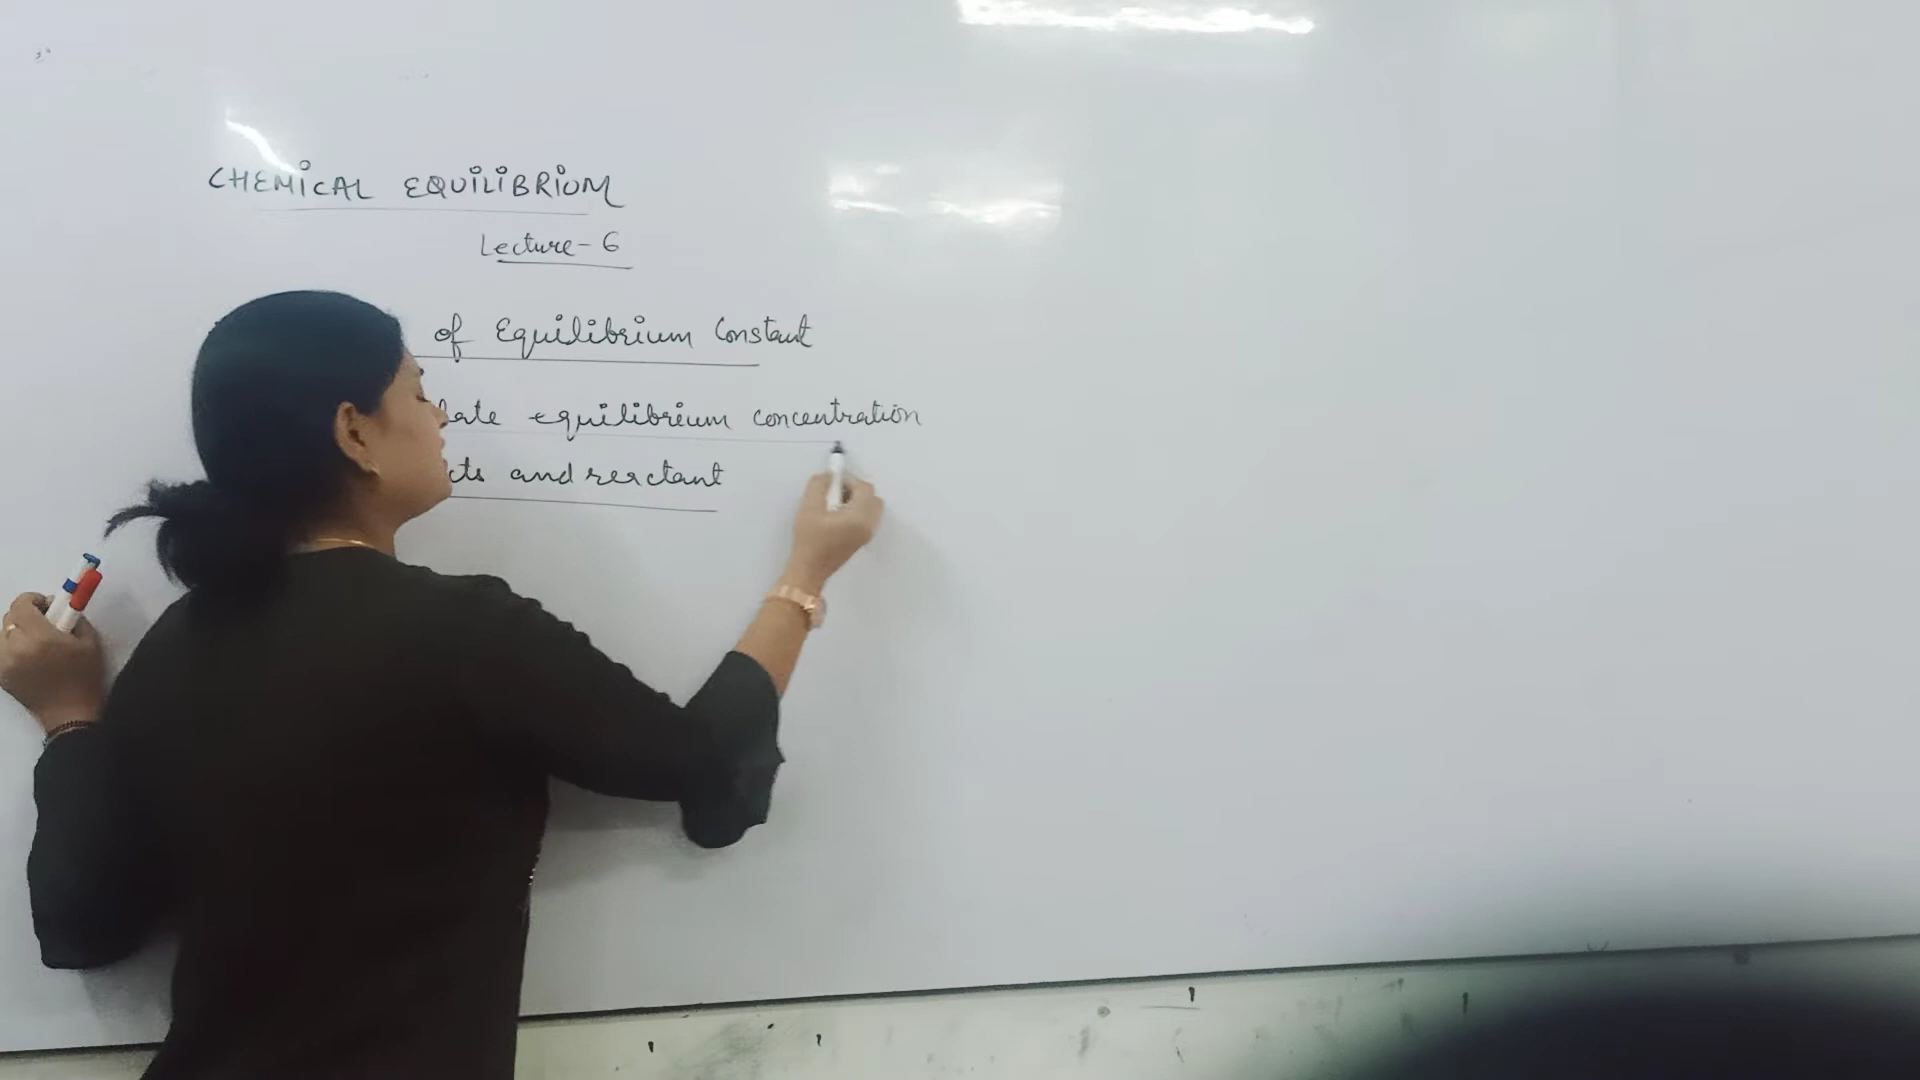 CHEMICAL EQUILIBRIUM
Lecture - 6
of Equilibrium Constant
late equilibrium concentration
cts and reactant